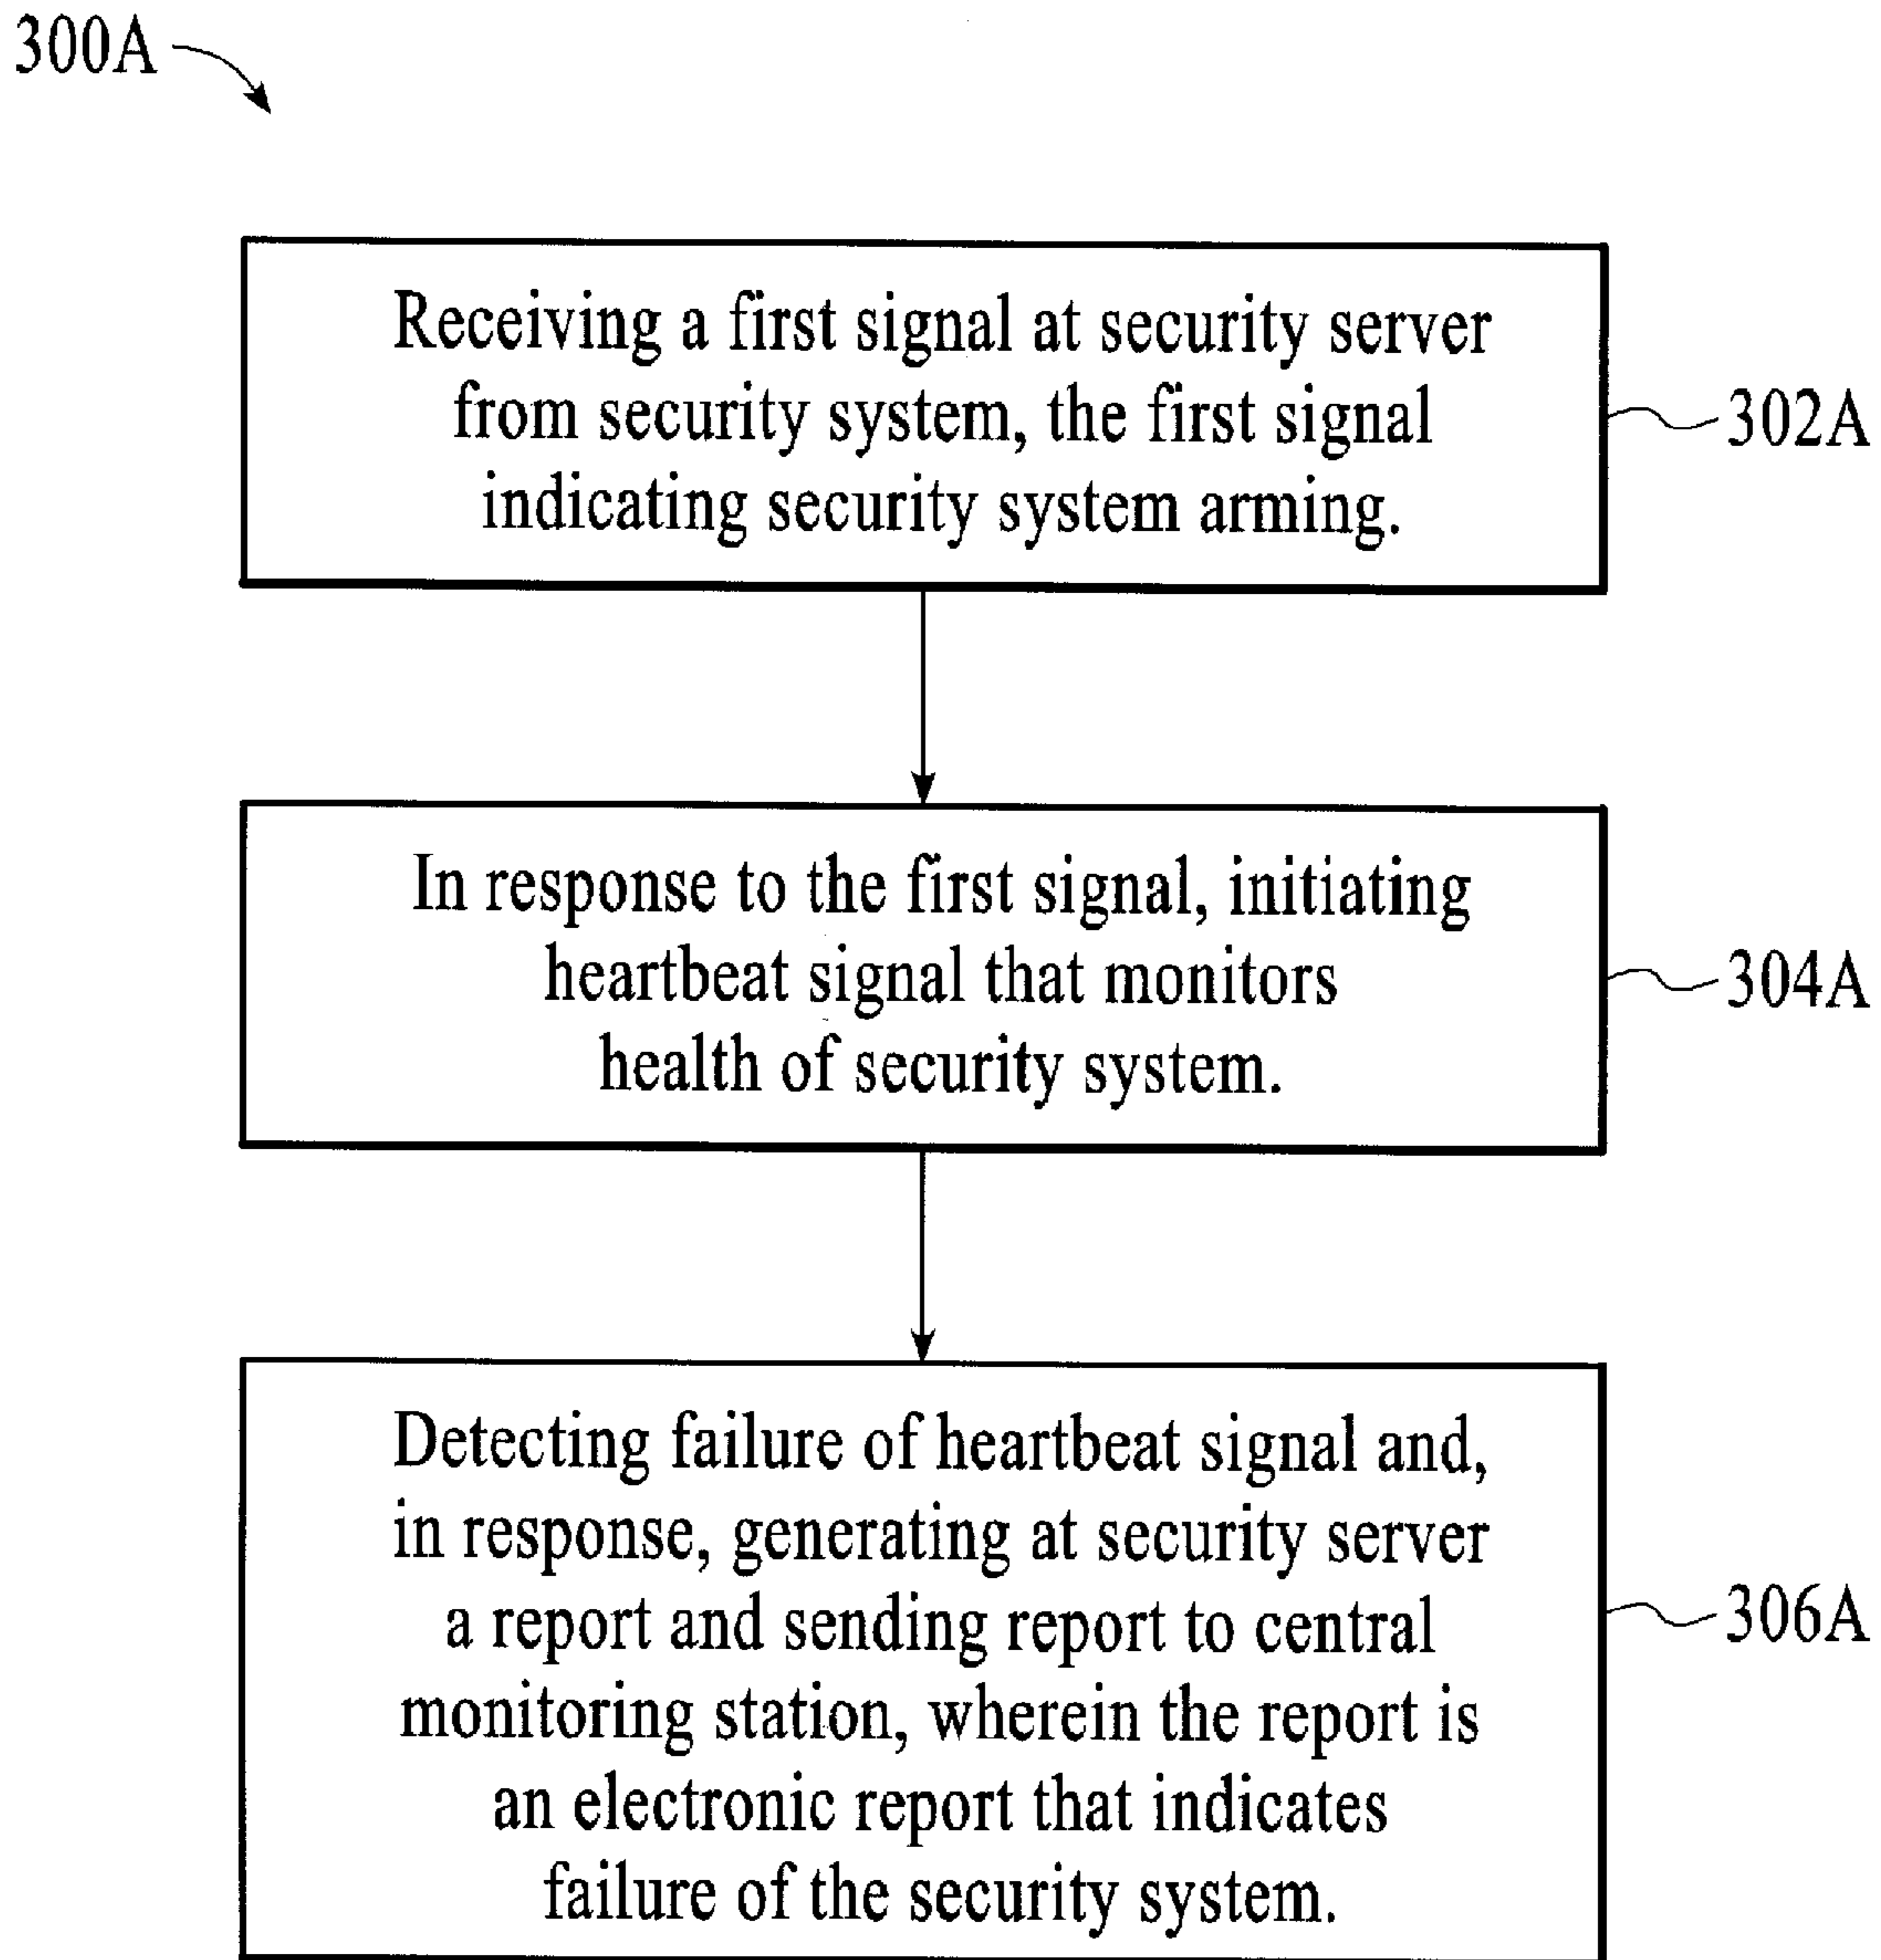 300A
Receiving a first signal at security server
from security system, the first signal
indicating security system arming.
302A
In response to the first signal, initiating
heartbeat signal that monitors
health of security system.
304A
Detecting failure of heartbeat signal and,
in response, generating at security server
a report and sending report to central
monitoring station, wherein the report is
an electronic report that indicates
failure of the security system.
306A